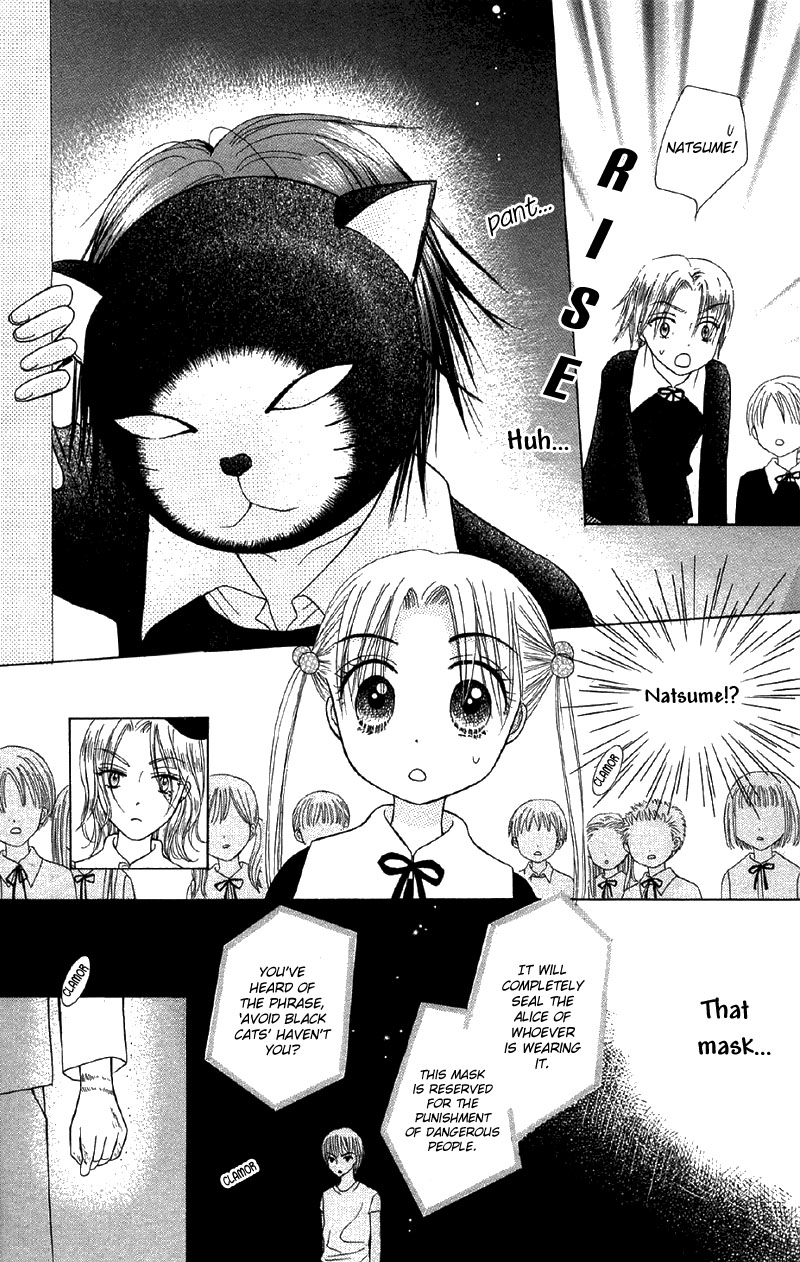 U
NATSUME!
RISE
pant...
Huh...
Natsume!?
CLAMOR
That
mask...
IT WILL
COMPLETELY
SEAL THE
ALICE OF
WHOEVER
IS WEARING
IT.
THIS MASK
IS RESERVED
FOR THE
PUNISHMENT
OF DANGEROUS
PEOPLE.
YOU'VE
HEARD OF
THE PHRASE,
'AVOID BLACK
CATS' HAVEN'T
YOU?
CLAMOR
CLAMOR